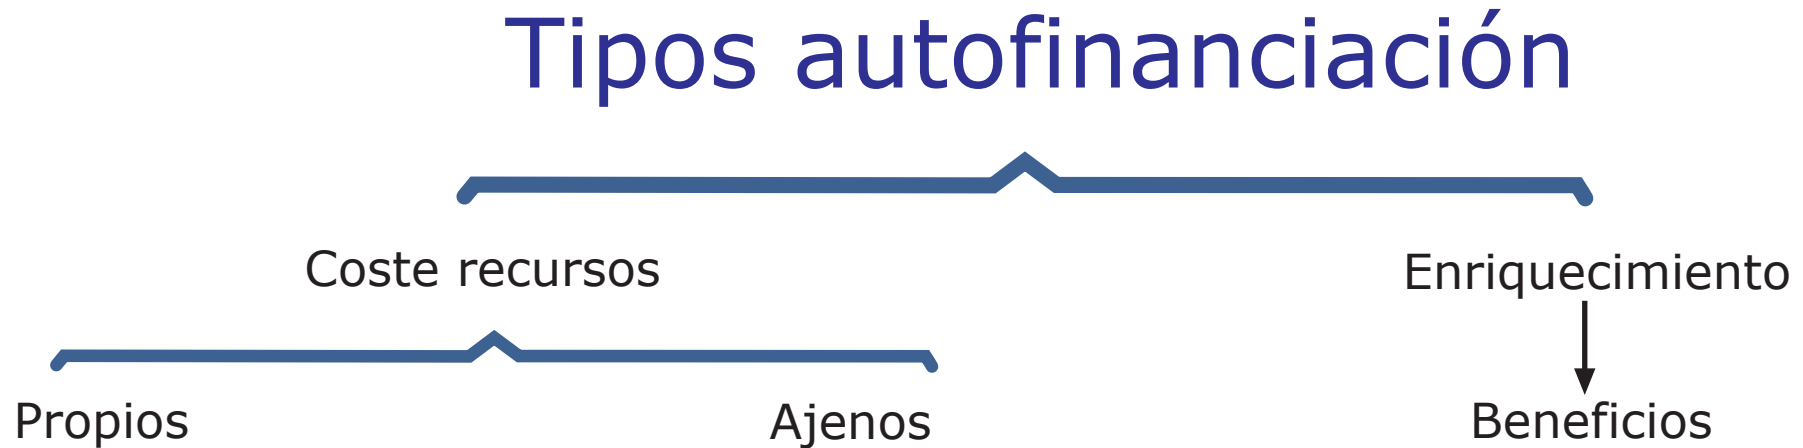 Tipos autofinanciación
Coste recursos
Enriquecimiento
Propios
Ajenos
Beneficios